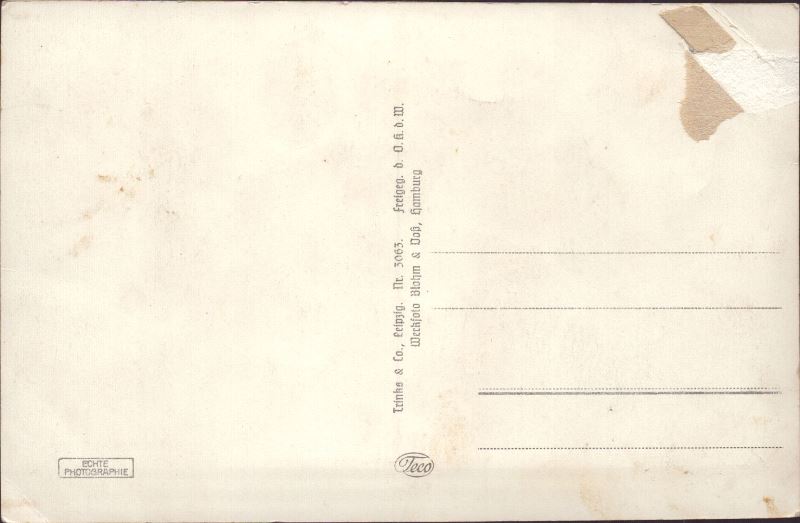 Trinks & Co., Leipzig. Nr. 3063. Freigeg. d. O.K.d.W.
Werkfoto Blohm & Voß, Hamburg
ECHTE
PHOTOGRAPHIE
Teco